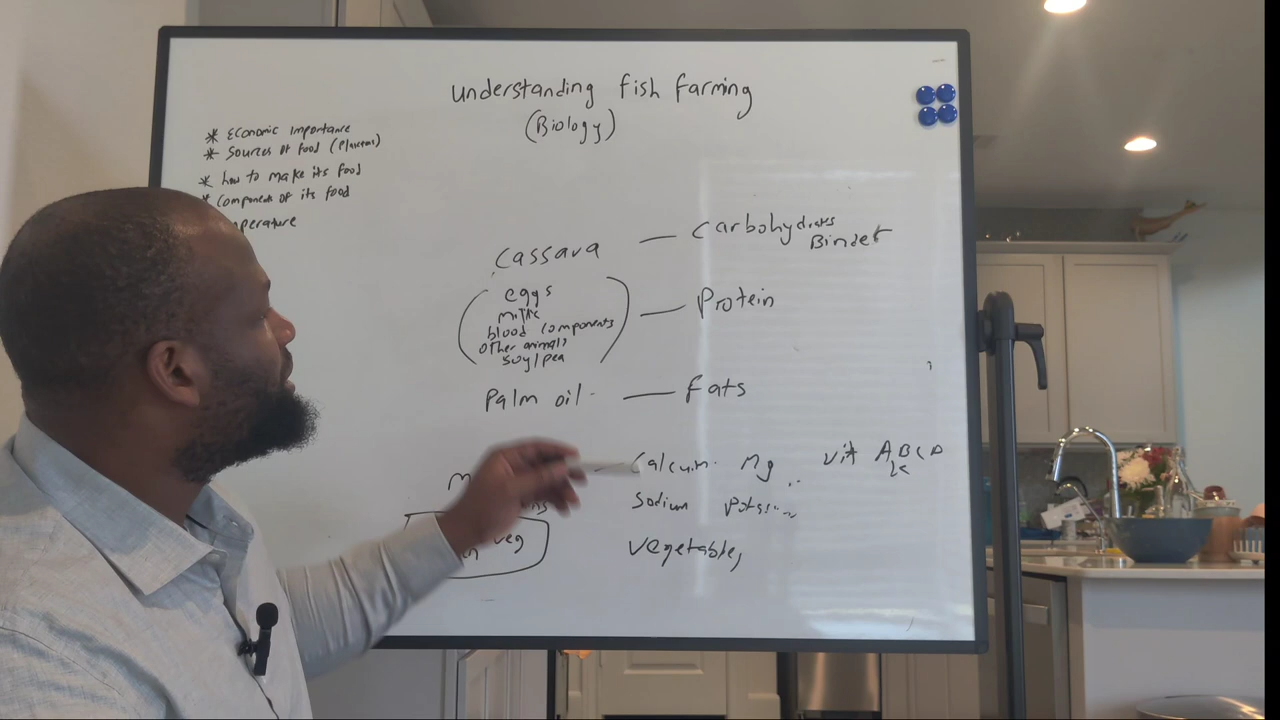 Understanding fish farming
(Biology)
* Economic importance
* Sources of food
* how to make its food
* Component of its food
perature
Cassava — Carbohydrates
Binder
eggs
milk
blood components
other animals
soy/pea
— Protein
Palm oil — fats
Calcium Mg
vit A, B C D
K
Sodium
veg
vegetables